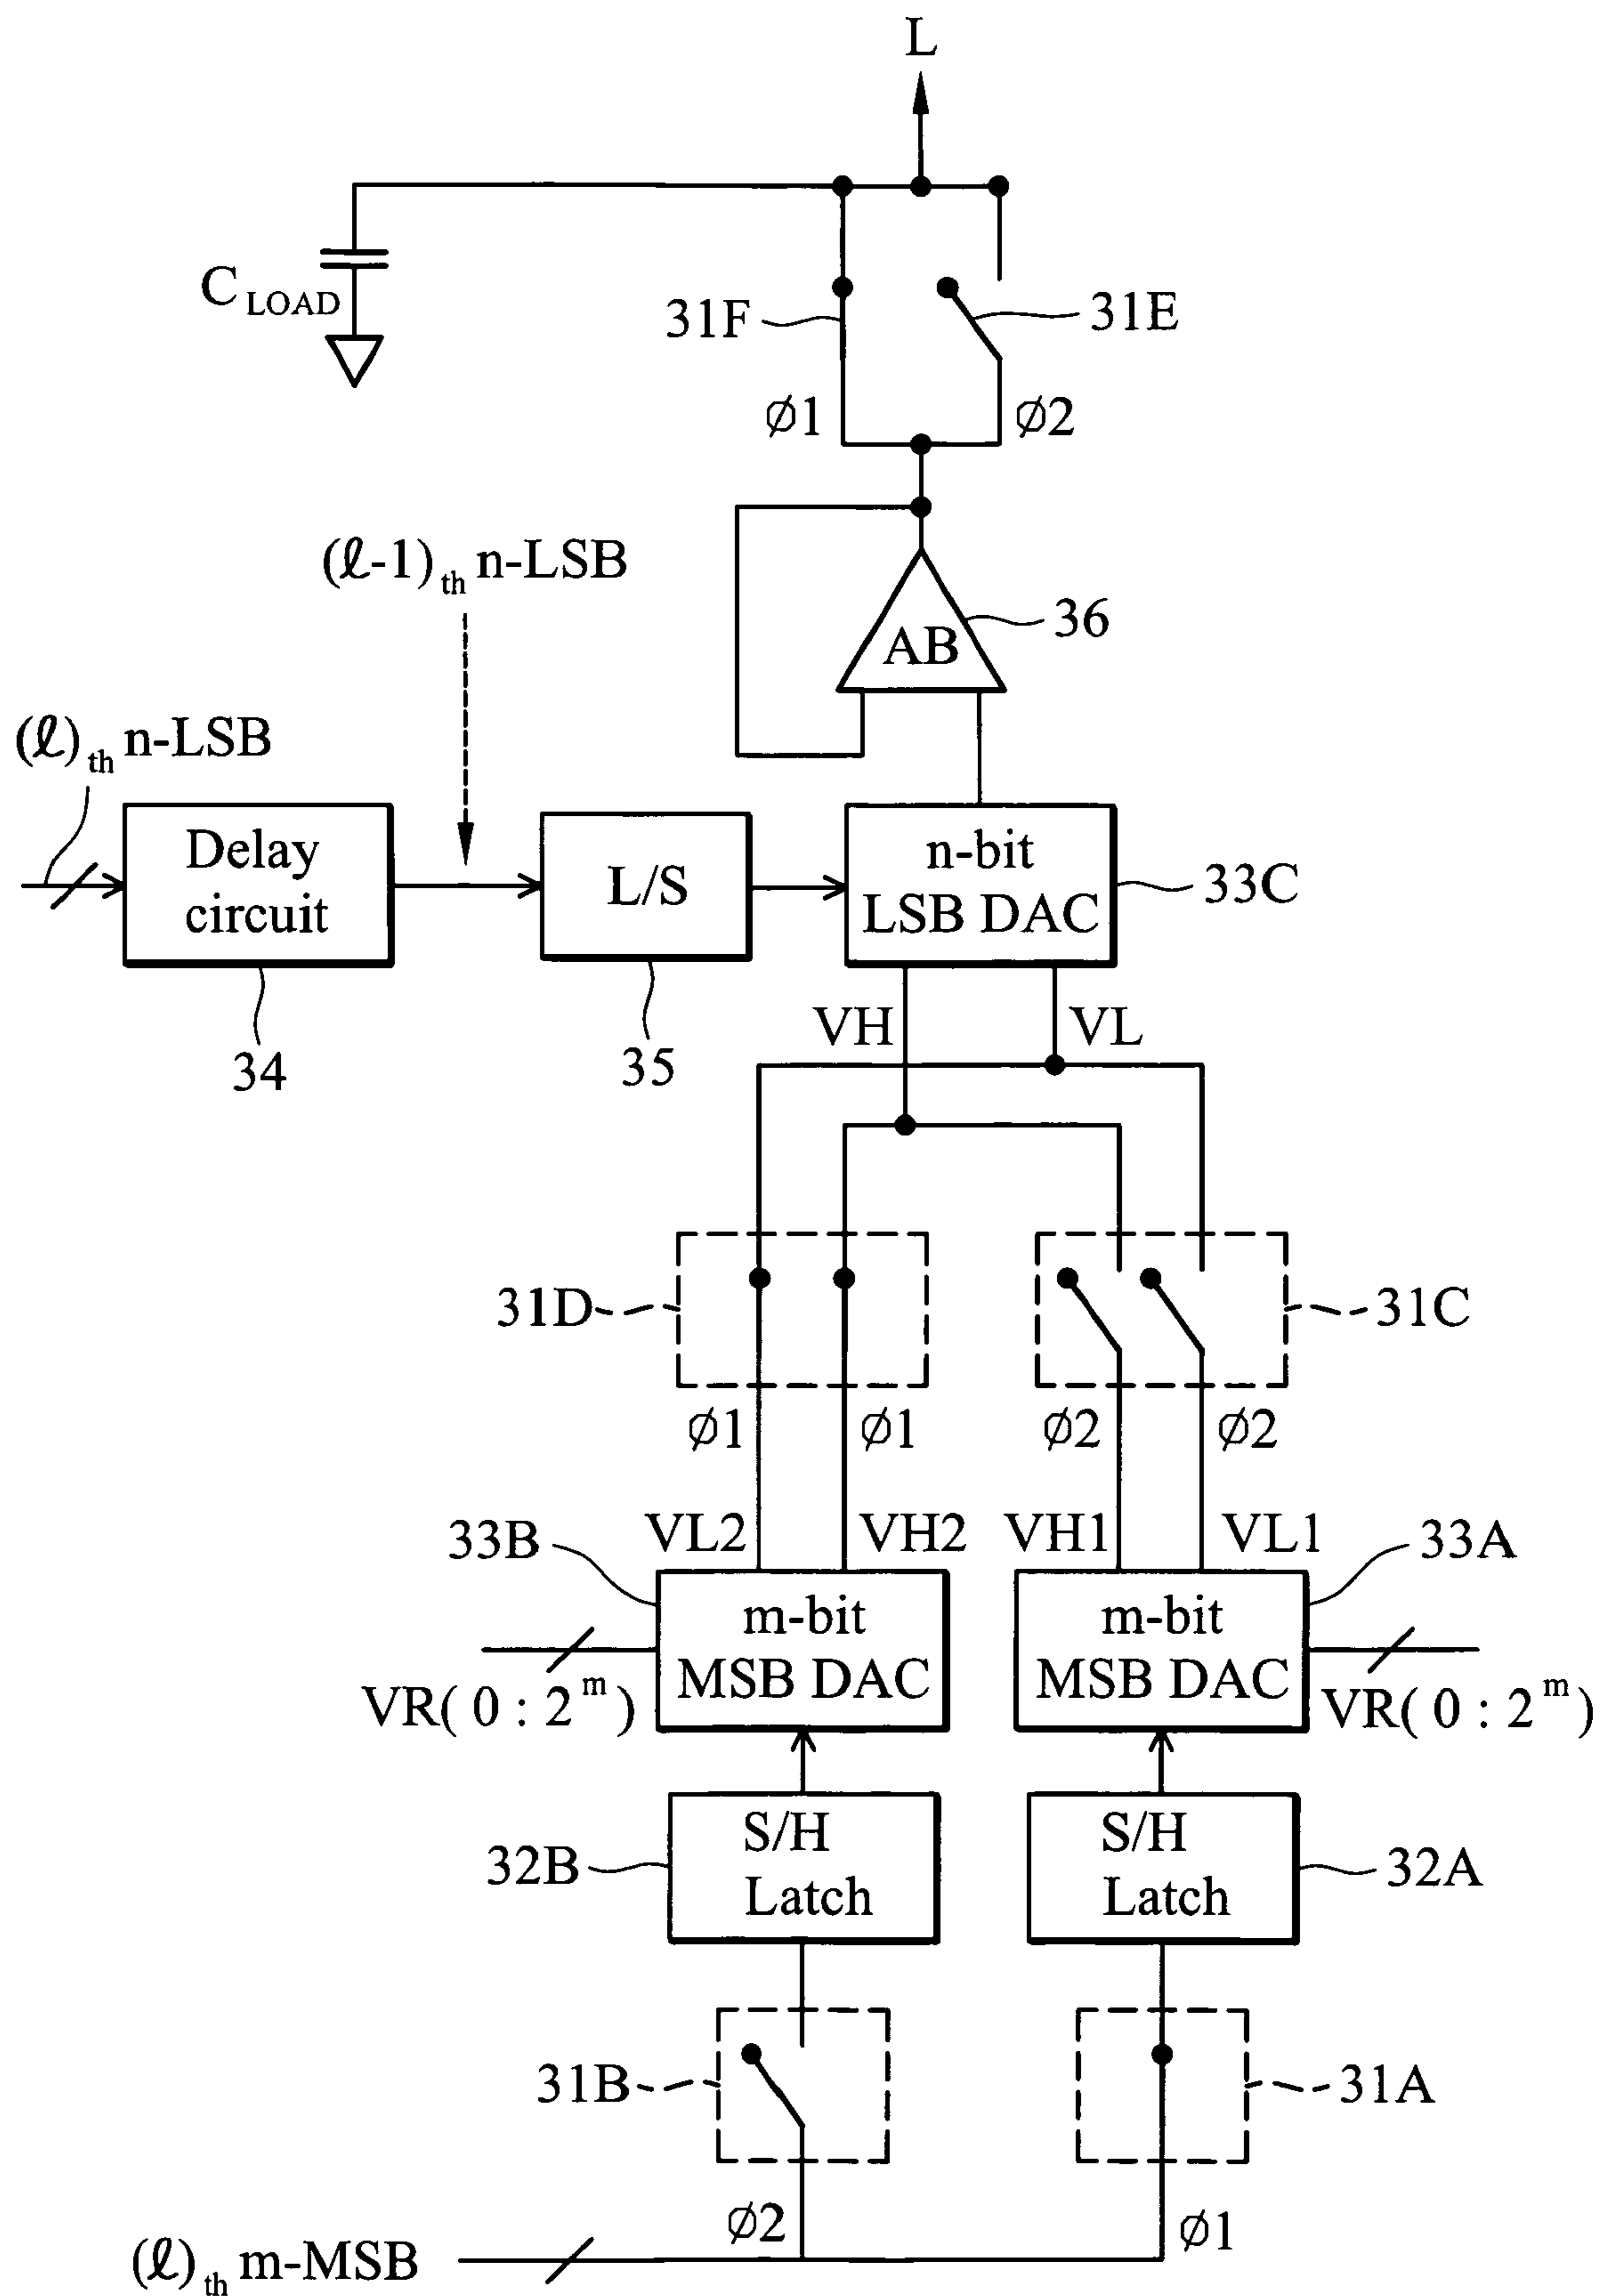 L
C LOAD
31F
31E
ø1
ø2
(ℓ-1)th n-LSB
AB
36
(ℓ)th n-LSB
Delay
circuit
L/S
n-bit
LSB DAC
33C
34
35
VH
VL
31D
31C
ø1
ø1
ø2
ø2
VL2
VH2
VH1
VL1
33B
33A
m-bit
MSB DAC
m-bit
MSB DAC
VR( 0 : 2^m )
VR( 0 : 2^m )
S/H
Latch
S/H
Latch
32B
32A
31B
31A
ø2
ø1
(ℓ)th m-MSB